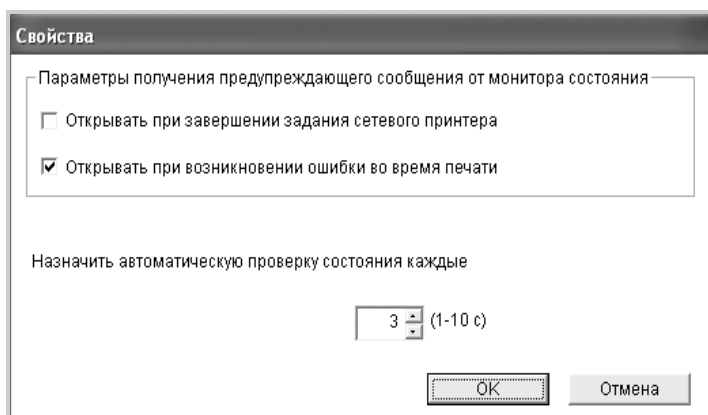 Свойства
Параметры получения предупреждающего сообщения от монитора состояния
Открывать при завершении задания сетевого принтера
Открывать при возникновении ошибки во время печати
Назначить автоматическую проверку состояния каждые
3 (1-10 с)
OK Отмена